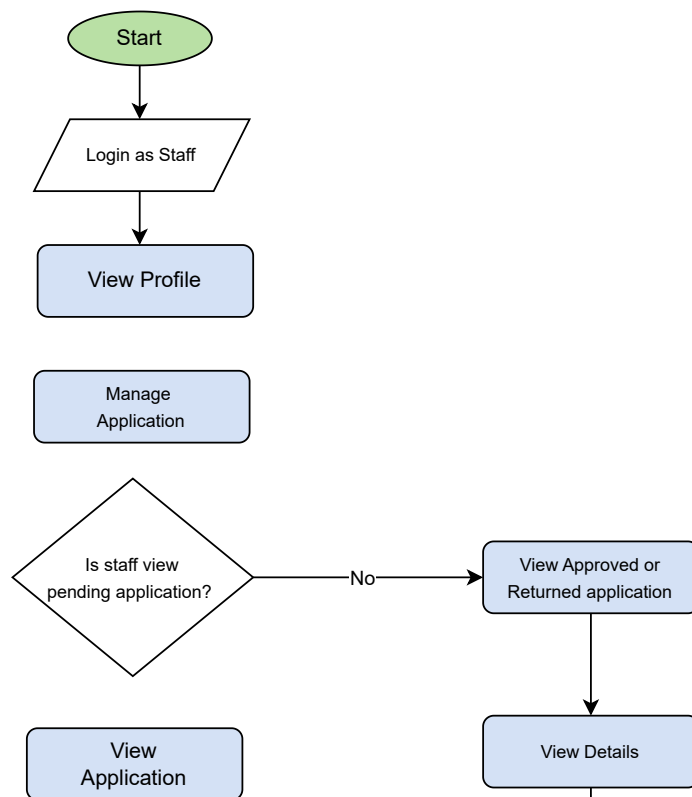 Start
Login as Staff
View Profile
Manage
Application
Is staff view
pending application?
No
View Approved or
Returned application
View
Application
View Details